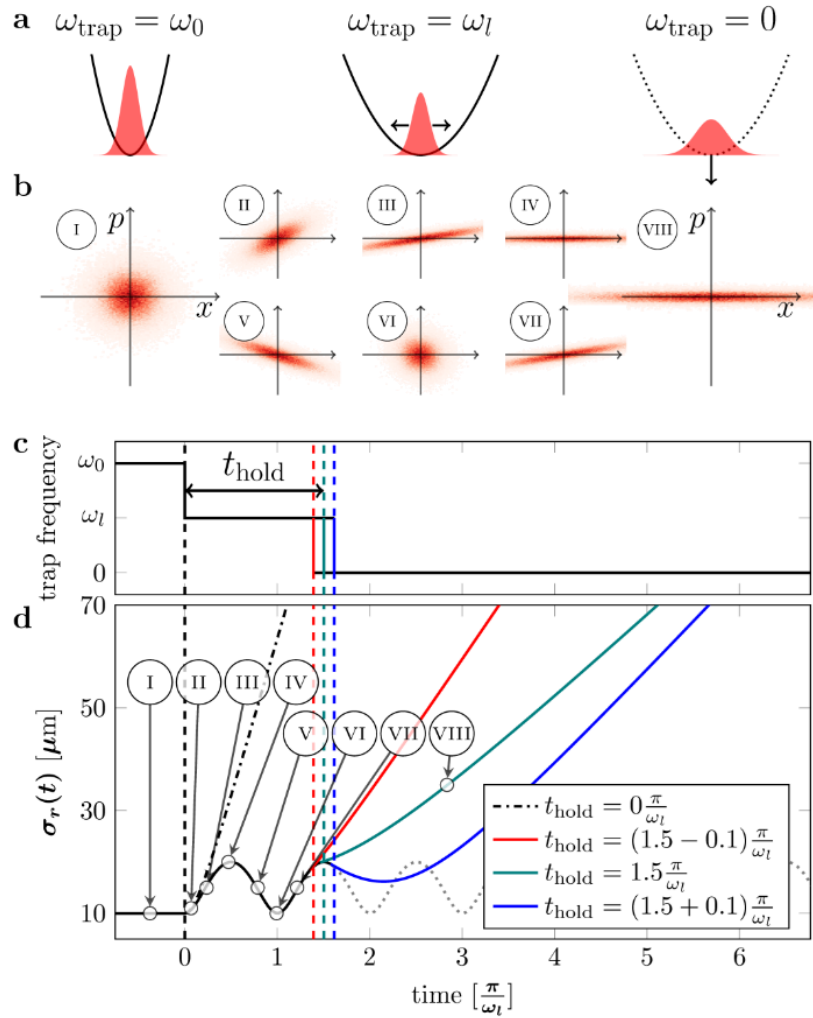 a
ω_trap = ω_0
ω_trap = ω_l
ω_trap = 0
b
I
p
x
II
III
IV
V
VI
VII
VIII
p
x
c
trap frequency
ω_0
ω_l
0
t_hold
d
σ_r(t) [μm]
70
50
30
10
I
II
III
IV
V
VI
VII
VIII
t_hold = 0 π/ω_l
t_hold = (1.5 − 0.1) π/ω_l
t_hold = 1.5 π/ω_l
t_hold = (1.5 + 0.1) π/ω_l
0
1
2
3
4
5
6
time [π/ω_l]